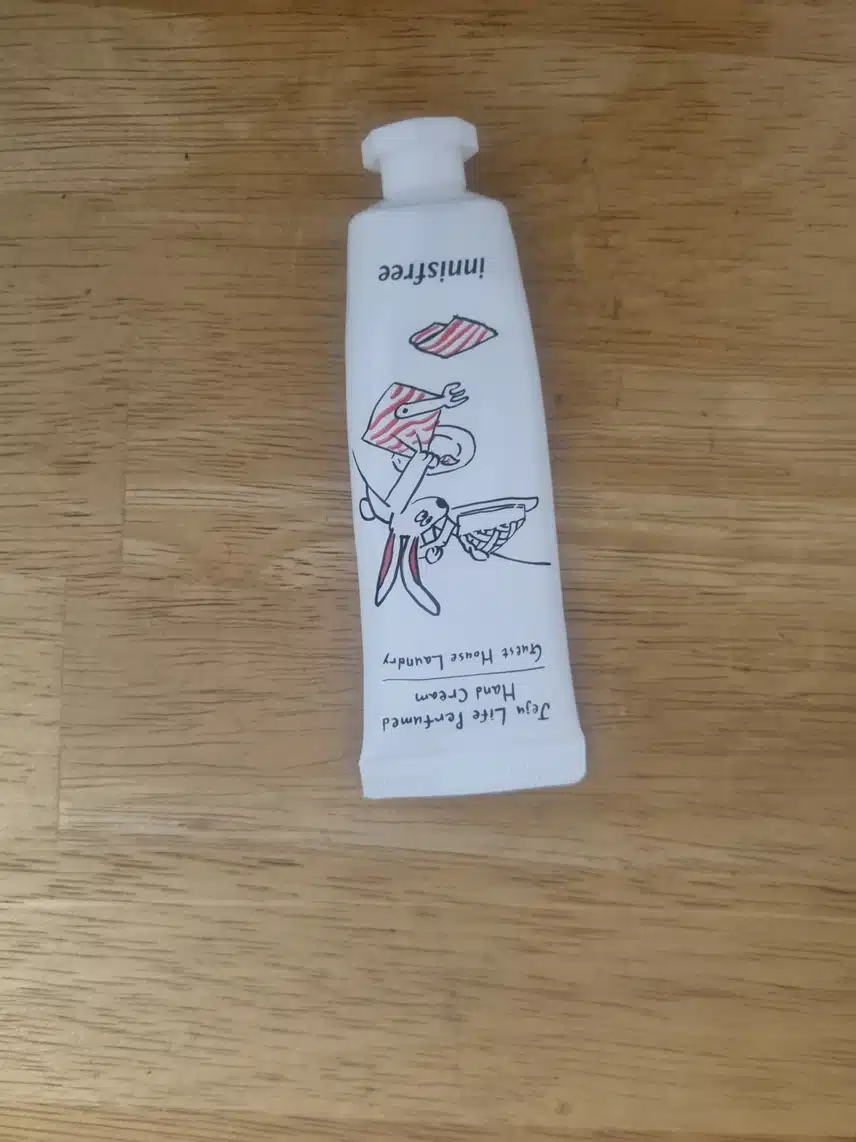 Jeju Life Perfumed
Hand Cream
Guest House Laundry
innisfree